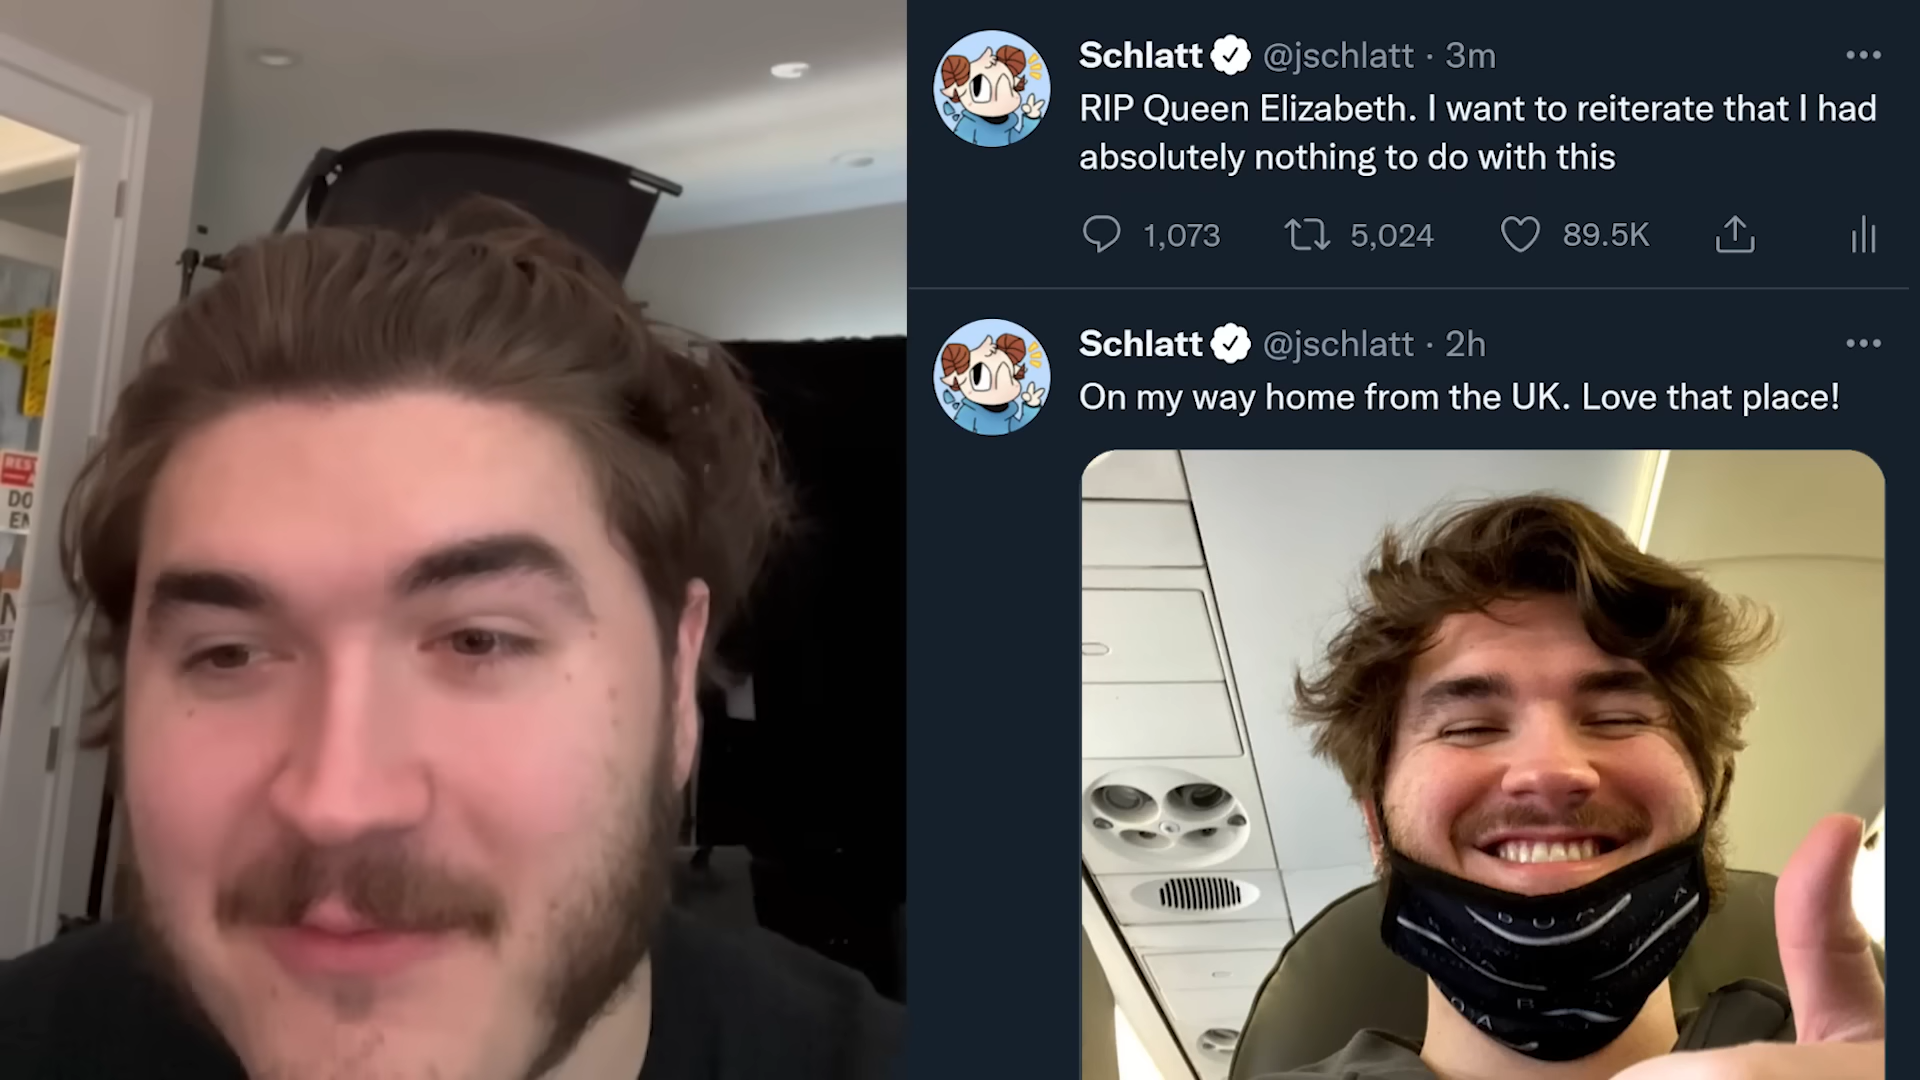 Schlatt @jschlatt · 3m
RIP Queen Elizabeth. I want to reiterate that I had
absolutely nothing to do with this
1,073 5,024 89.5K
Schlatt @jschlatt · 2h
On my way home from the UK. Love that place!
DO